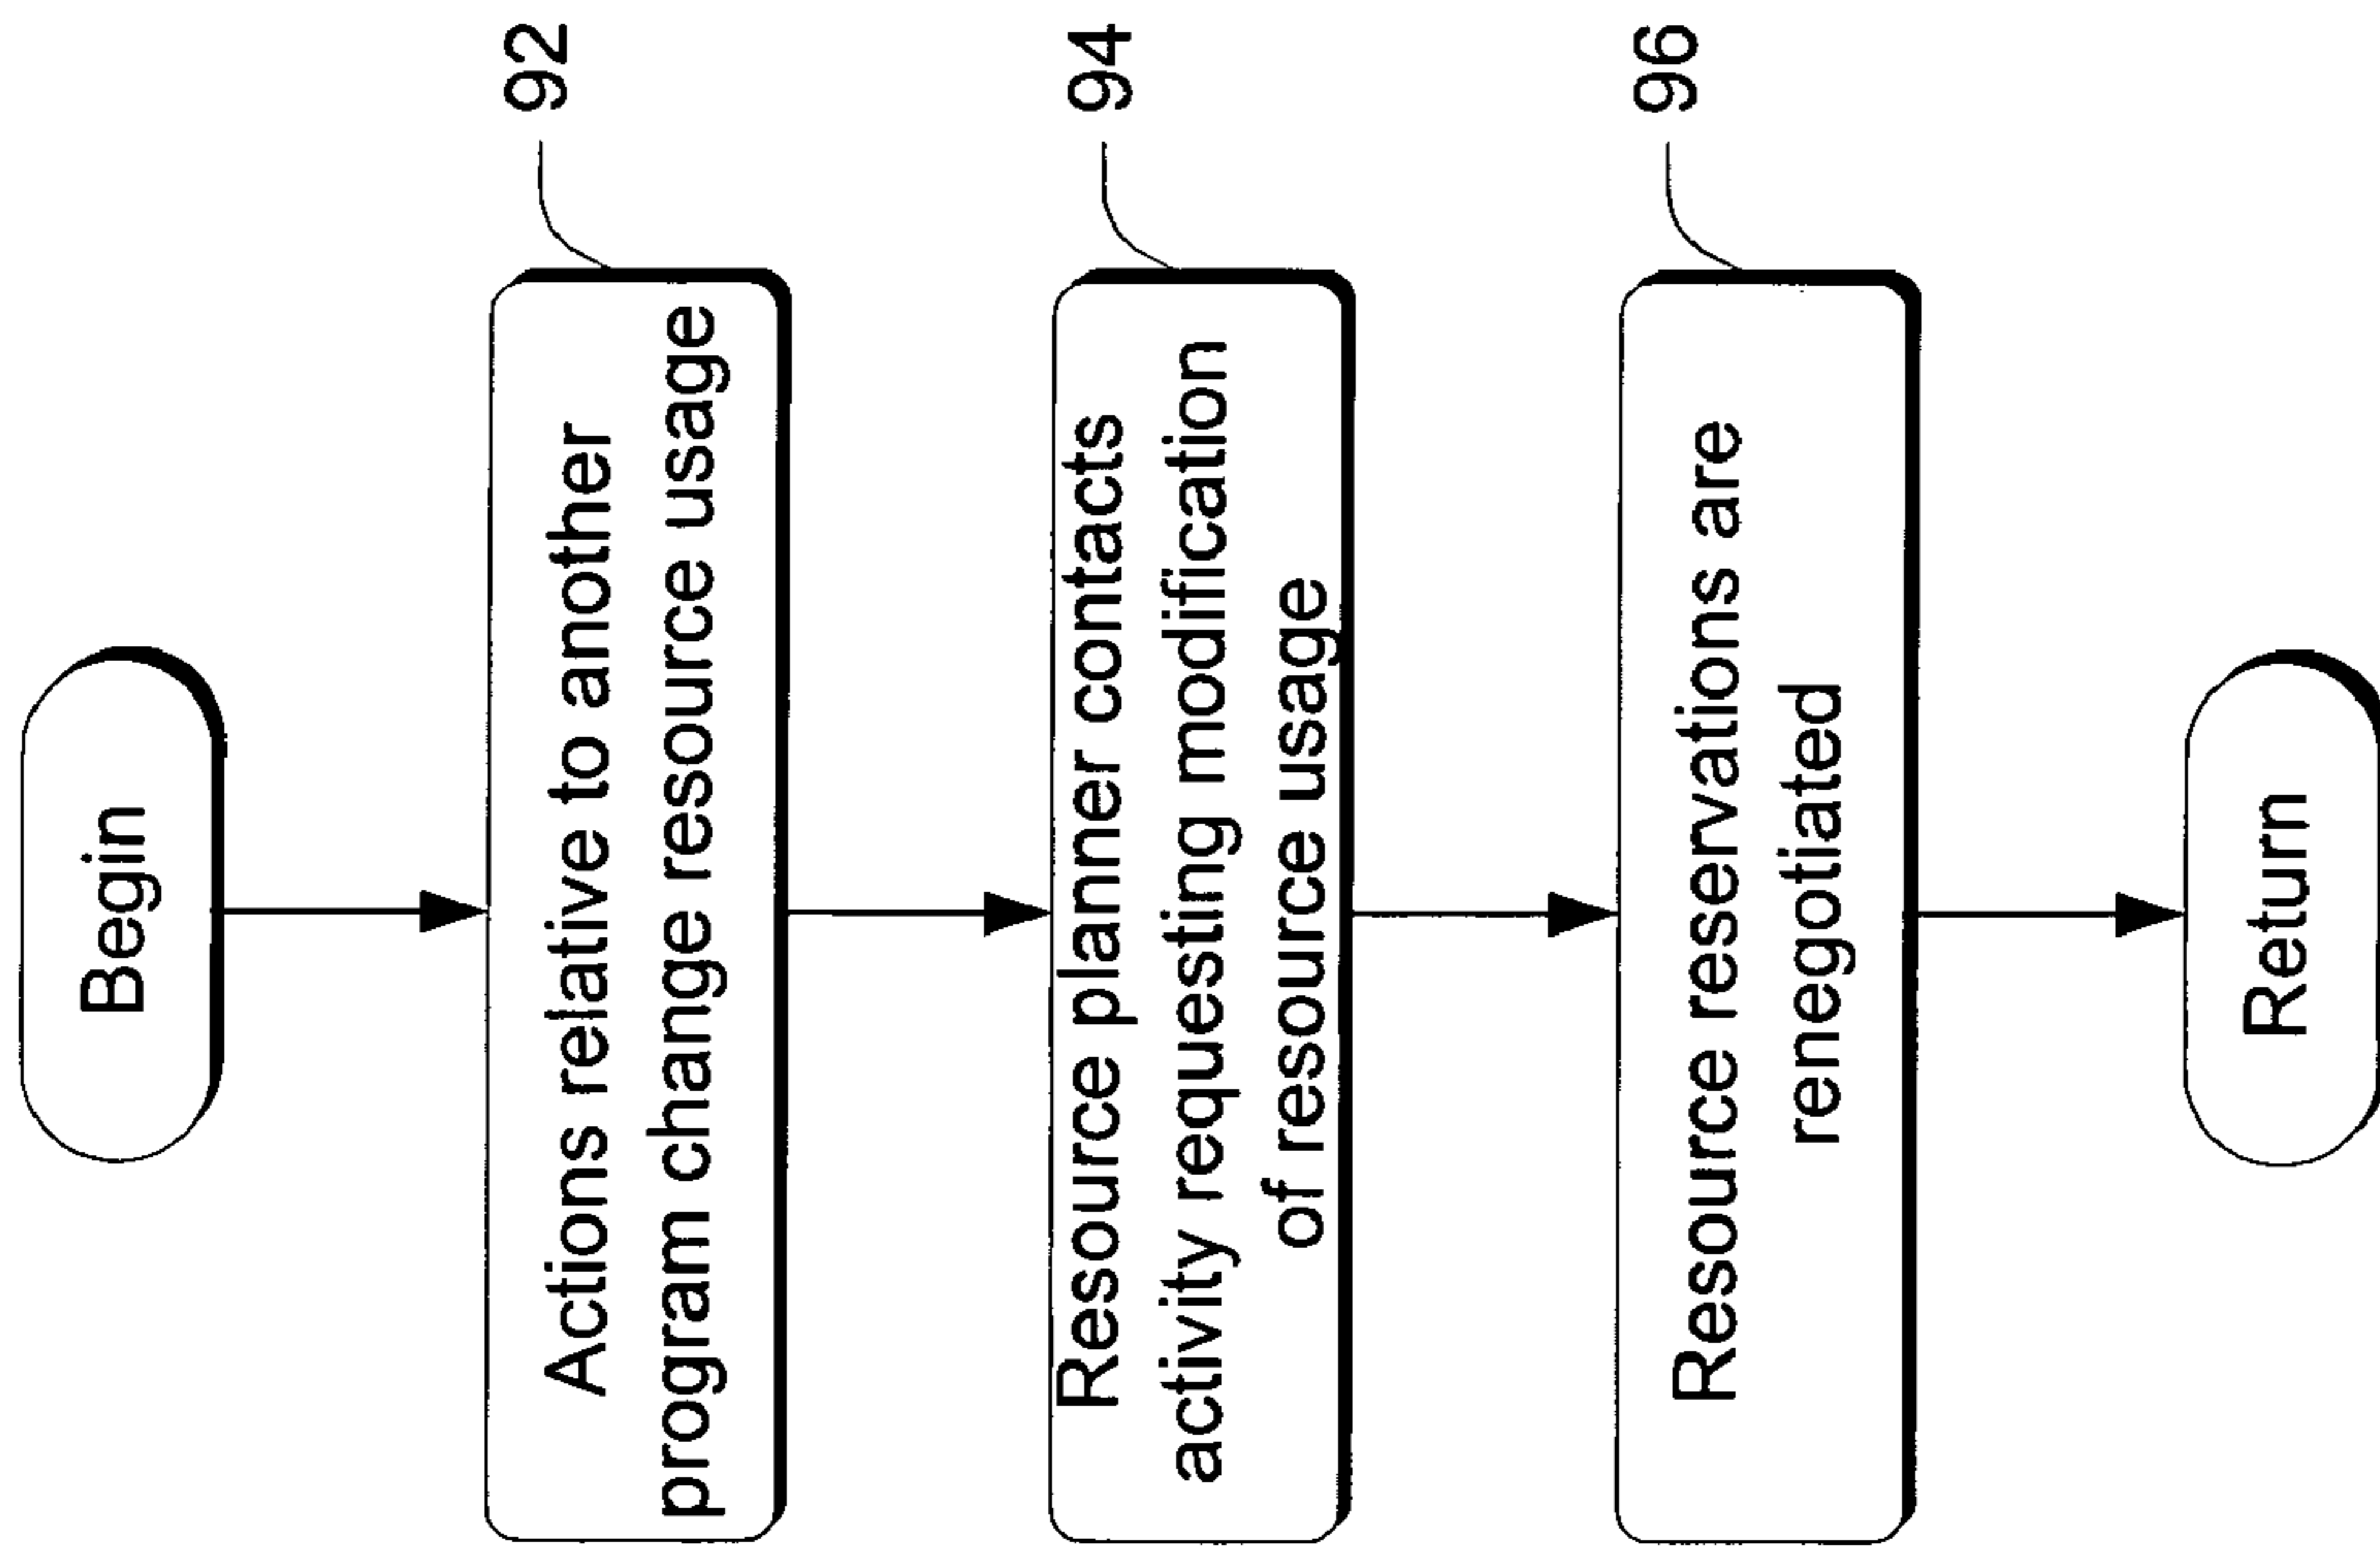 Begin
Actions relative to another
program change resource usage
92
Resource planner contacts
activity requesting modification
of resource usage
94
Resource reservations are
renegotiated
96
Return